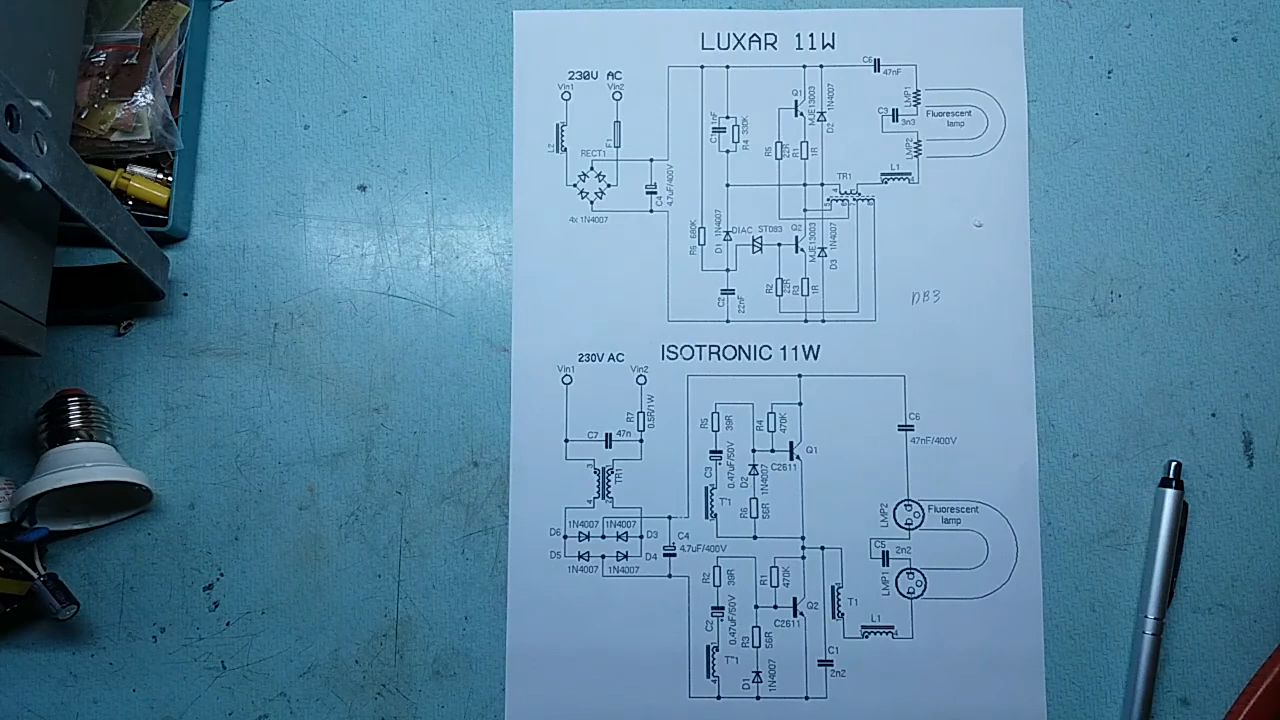 LUXAR 11W
230V AC
Vin1
Vin2
L2
F1
RECT1
4x 1N4007
C4
4.7uF/400V
C1 1nF
R4 330K
R6 680K
D1 1N4007
DIAC ST083
C2
22nF
R5
22R
R1
1R
Q1
MJE13003
1N4007
D2
TR1
Q2
MJE13003
1N4007
D3
R2
22R
R3
1R
C6
47nF
LMP1
C3
3n3
LMP2
L1
Fluorescent
lamp
DB3
ISOTRONIC 11W
230V AC
Vin1
Vin2
R7
0.5R/1W
C7
47n
TR1
D6
1N4007
1N4007
D3
D5
1N4007
1N4007
D4
C4
4.7uF/400V
R5
39R
C3
0.47uF/50V
D2
1N4007
R6
56R
R4
470K
Q1
C2611
R2
39R
C2
0.47uF/50V
R3
56R
D1
1N4007
R1
470K
Q2
C2611
C1
2n2
T1
L1
C6
47nF/400V
LMP2
C5
2n2
LMP1
Fluorescent
lamp